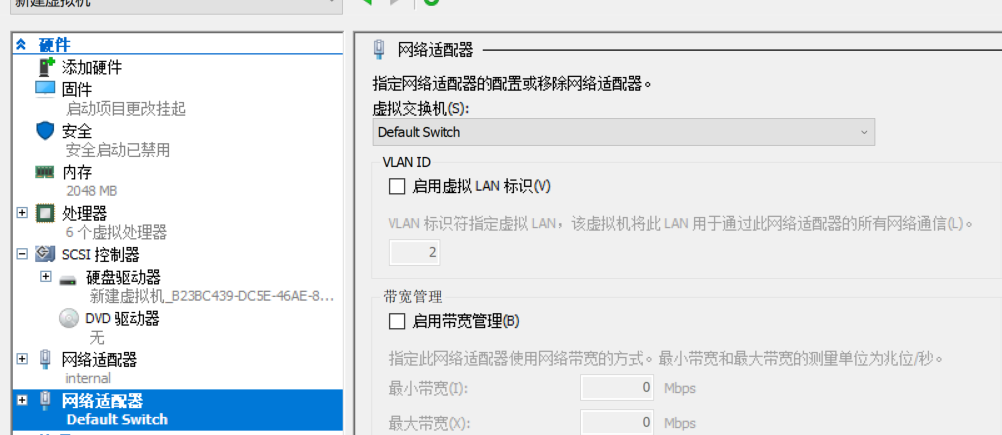 新建虚拟机
硬件
添加硬件
固件
启动项目更改挂起
安全
安全启动已禁用
内存
2048 MB
处理器
6 个虚拟处理器
SCSI 控制器
硬盘驱动器
新建虚拟机_B23BC439-DC5E-46AE-8...
DVD 驱动器
无
网络适配器
internal
网络适配器
Default Switch
网络适配器
指定网络适配器的配置或移除网络适配器。
虚拟交换机(S):
Default Switch
VLAN ID
启用虚拟 LAN 标识(V)
VLAN 标识符指定虚拟 LAN，该虚拟机将此 LAN 用于通过此网络适配器的所有网络通信(L)。
2
带宽管理
启用带宽管理(B)
指定此网络适配器使用网络带宽的方式。最小带宽和最大带宽的测量单位为兆位/秒。
最小带宽(I): 0 Mbps
最大带宽(X): 0 Mbps